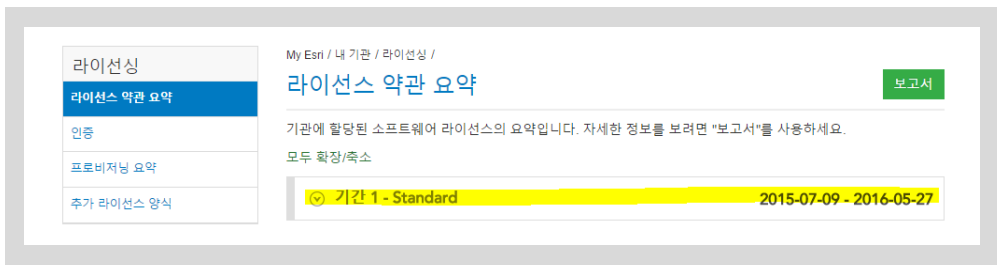 라이선싱
라이선스 약관 요약
인증
프로비저닝 요약
추가 라이선스 양식
My Esri / 내 기관 / 라이선싱 /
라이선스 약관 요약
보고서
기관에 할당된 소프트웨어 라이선스의 요약입니다. 자세한 정보를 보려면 "보고서"를 사용하세요.
모두 확장/축소
기간 1 - Standard 2015-07-09 - 2016-05-27